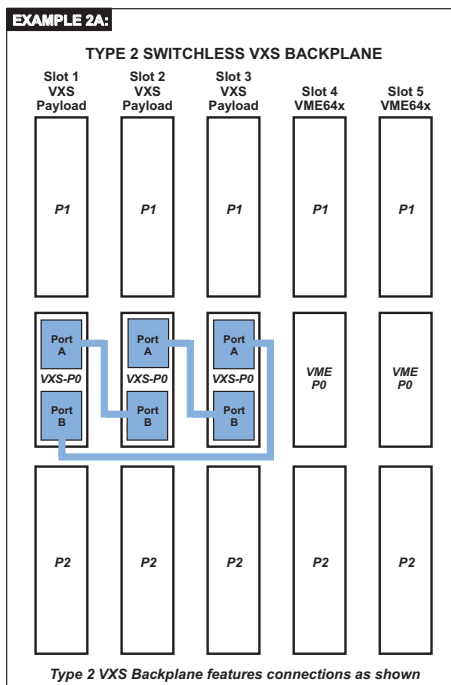 EXAMPLE 2A:
TYPE 2 SWITCHLESS VXS BACKPLANE
Slot 1
VXS
Payload
Slot 2
VXS
Payload
Slot 3
VXS
Payload
Slot 4
VME64x
Slot 5
VME64x
P1
P1
P1
P1
P1
Port
A
VXS-P0
Port
B
Port
A
VXS-P0
Port
B
Port
A
VXS-P0
Port
B
VME
P0
VME
P0
P2
P2
P2
P2
P2
Type 2 VXS Backplane features connections as shown